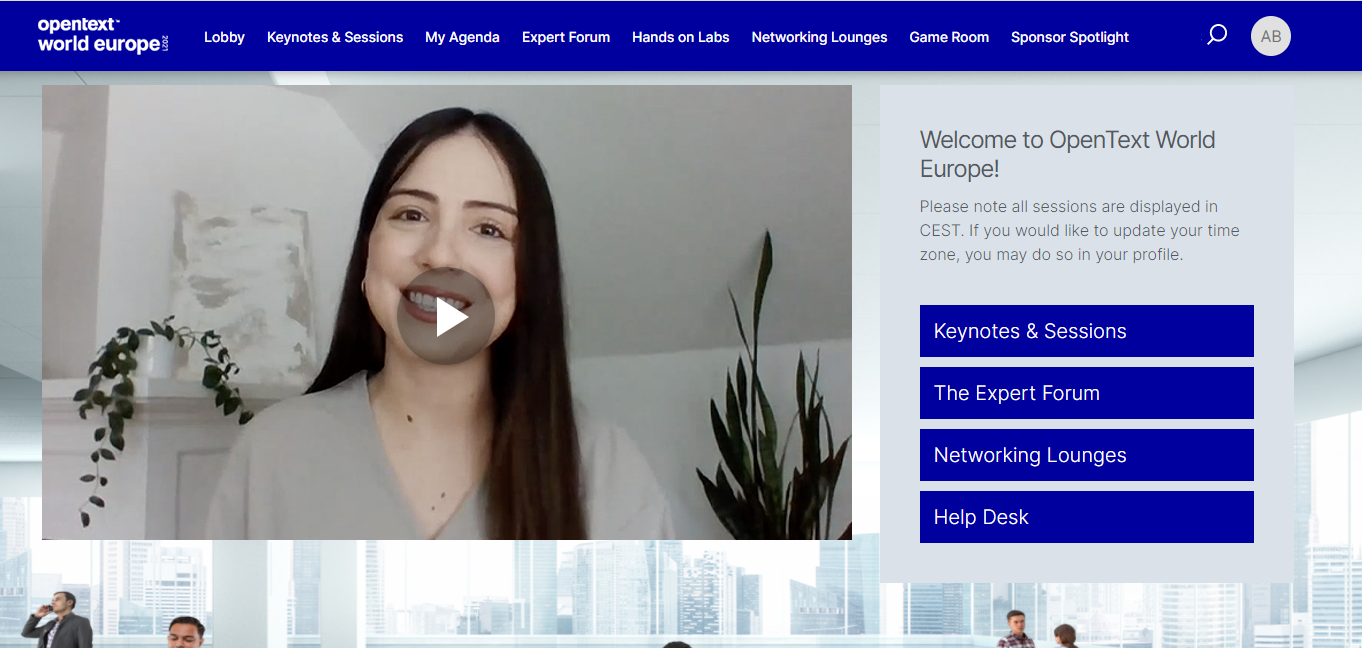 opentext™
world europe 2021
Lobby
Keynotes & Sessions
My Agenda
Expert Forum
Hands on Labs
Networking Lounges
Game Room
Sponsor Spotlight
AB
Welcome to OpenText World
Europe!
Please note all sessions are displayed in
CEST. If you would like to update your time
zone, you may do so in your profile.
Keynotes & Sessions
The Expert Forum
Networking Lounges
Help Desk